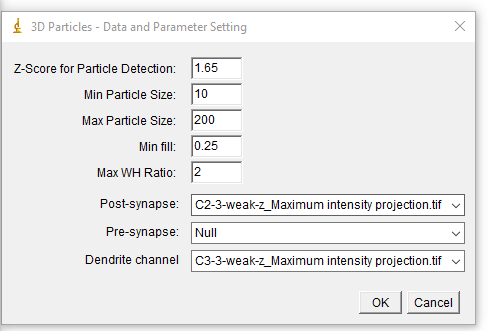 3D Particles - Data and Parameter Setting
Z-Score for Particle Detection: 1.65
Min Particle Size: 10
Max Particle Size: 200
Min fill: 0.25
Max WH Ratio: 2
Post-synapse: C2-3-weak-z_Maximum intensity projection.tif
Pre-synapse: Null
Dendrite channel C3-3-weak-z_Maximum intensity projection.tif
OK Cancel